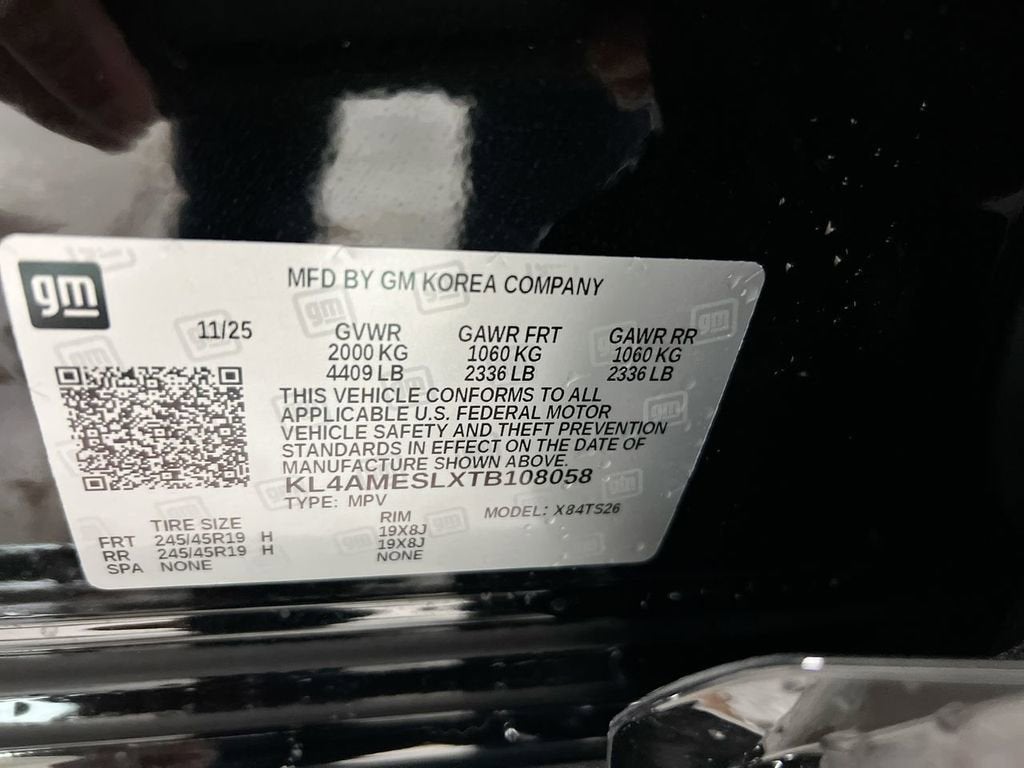 gm
MFD BY GM KOREA COMPANY
11/25 GVWR GAWR FRT GAWR RR
2000 KG 1060 KG 1060 KG
4409 LB 2336 LB 2336 LB
THIS VEHICLE CONFORMS TO ALL
APPLICABLE U.S. FEDERAL MOTOR
VEHICLE SAFETY AND THEFT PREVENTION
STANDARDS IN EFFECT ON THE DATE OF
MANUFACTURE SHOWN ABOVE.
KL4AMESLXTB108058
TYPE: MPV MODEL: X84TS26
TIRE SIZE RIM
FRT 245/45R19 H 19X8J
RR 245/45R19 H 19X8J
SPA NONE NONE